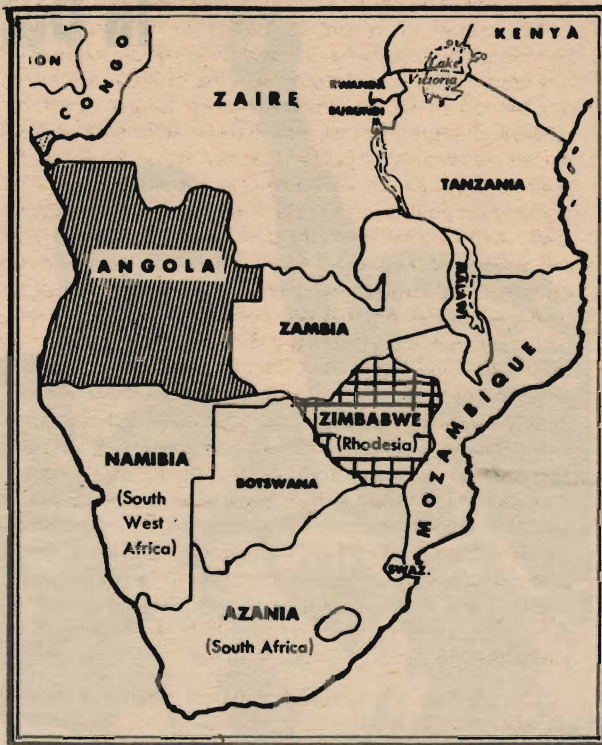 KENYA
ION
CONGO
Lake
Victoria
RWANDA
ZAIRE
BURUNDI
TANZANIA
ANGOLA
MALAWI
ZAMBIA
MOZAMBIQUE
ZIMBABWE
(Rhodesia)
NAMIBIA
BOTSWANA
(South
West
Africa)
SWAZ.
AZANIA
(South Africa)